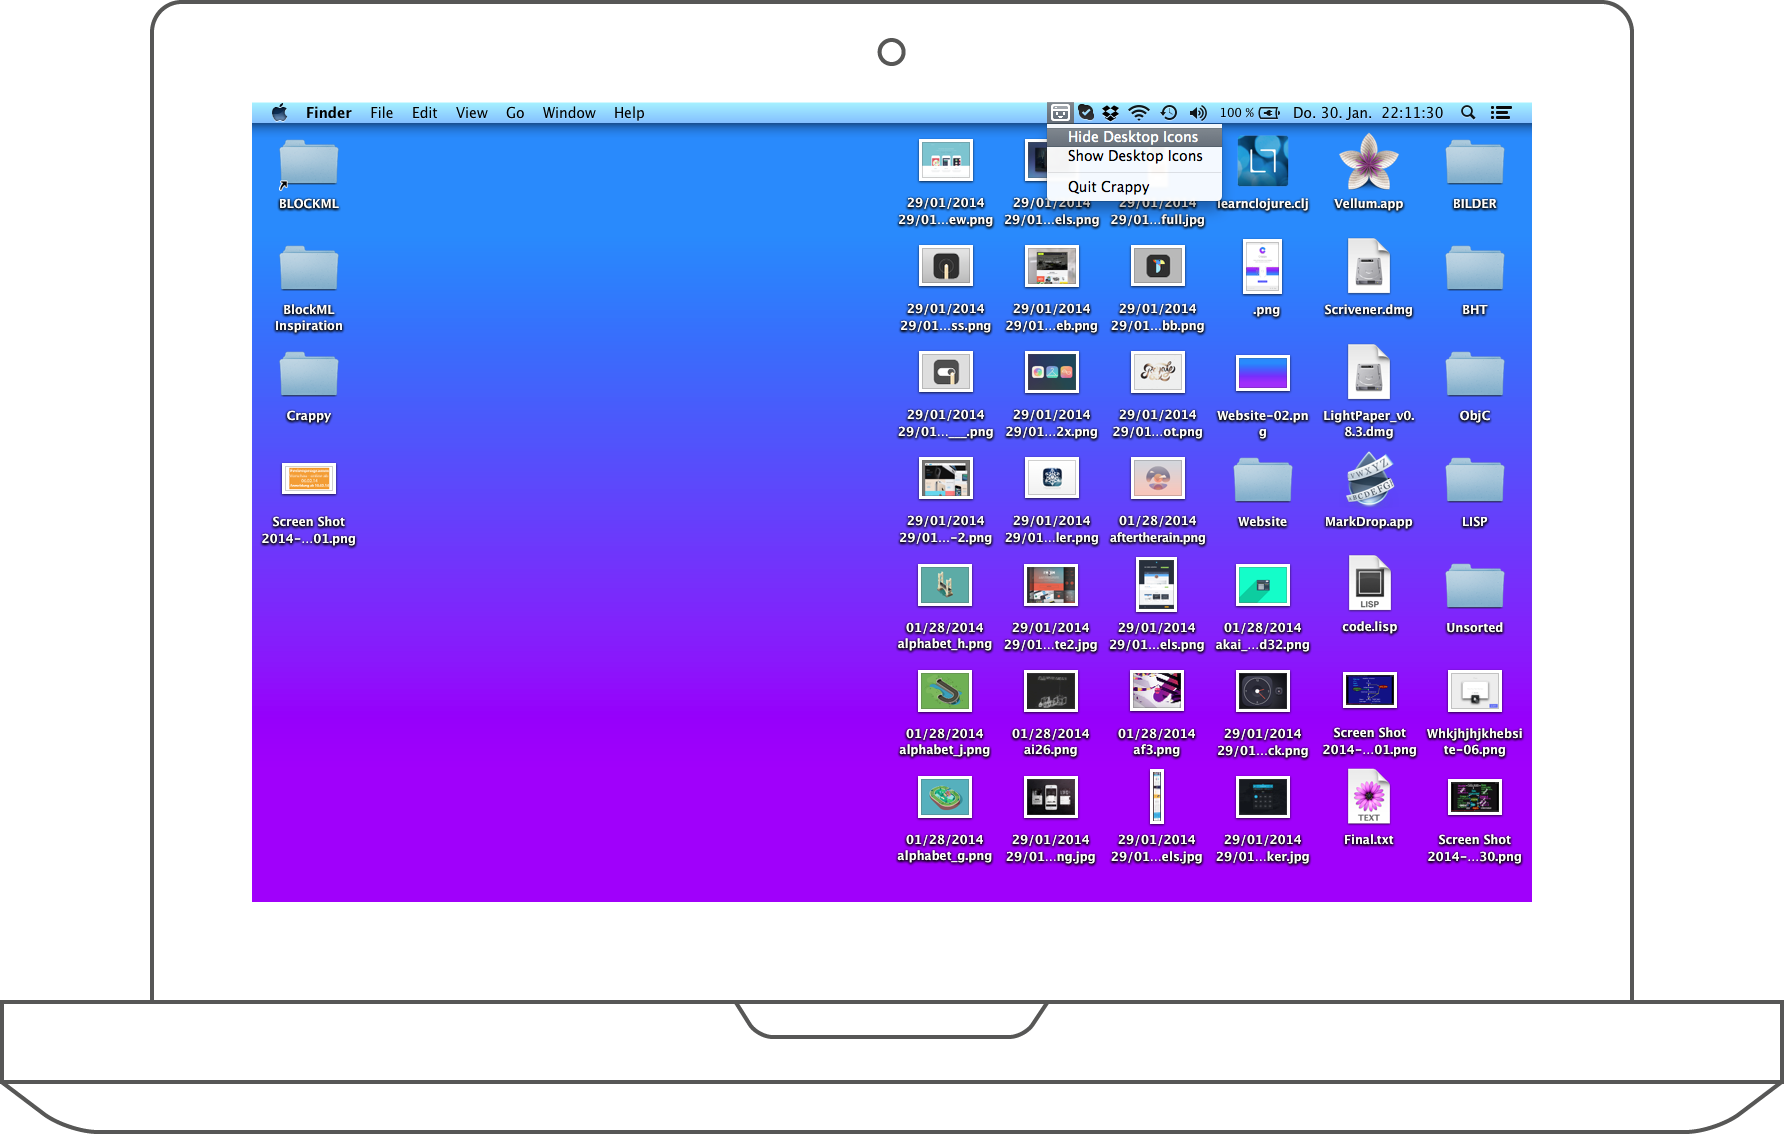 Finder File Edit View Go Window Help
100 % Do. 30. Jan. 22:11:30
Hide Desktop Icons
Show Desktop Icons
Quit Crappy
BLOCKML
29/01/2014
29/01...ew.png
29/01
29/01...els.png
29/01/2014
29/01...full.jpg
learnclojure.clj
Vellum.app
BILDER
BlockML
Inspiration
29/01/2014
29/01...ss.png
29/01/2014
29/01...eb.png
29/01/2014
29/01...bb.png
.png
Scrivener.dmg
BHT
Crappy
29/01/2014
29/01...___.png
29/01/2014
29/01...2x.png
29/01/2014
29/01...ot.png
Website-02.pn
g
LightPaper_v0.
8.3.dmg
ObjC
Screen Shot
2014-...01.png
29/01/2014
29/01...-2.png
29/01/2014
29/01...ler.png
01/28/2014
aftertherain.png
Website
VWXYZ
ABCDEFG
MarkDrop.app
LISP
01/28/2014
alphabet_h.png
29/01/2014
29/01...te2.jpg
29/01/2014
29/01...els.png
01/28/2014
akai_...d32.png
LISP
code.lisp
Unsorted
01/28/2014
alphabet_j.png
01/28/2014
ai26.png
01/28/2014
af3.png
29/01/2014
29/01...ck.png
Screen Shot
2014-...01.png
Whkjhjhjkhebsi
te-06.png
01/28/2014
alphabet_g.png
29/01/2014
29/01...ng.jpg
29/01/2014
29/01...els.jpg
29/01/2014
29/01...ker.jpg
TEXT
Final.txt
Screen Shot
2014-...30.png